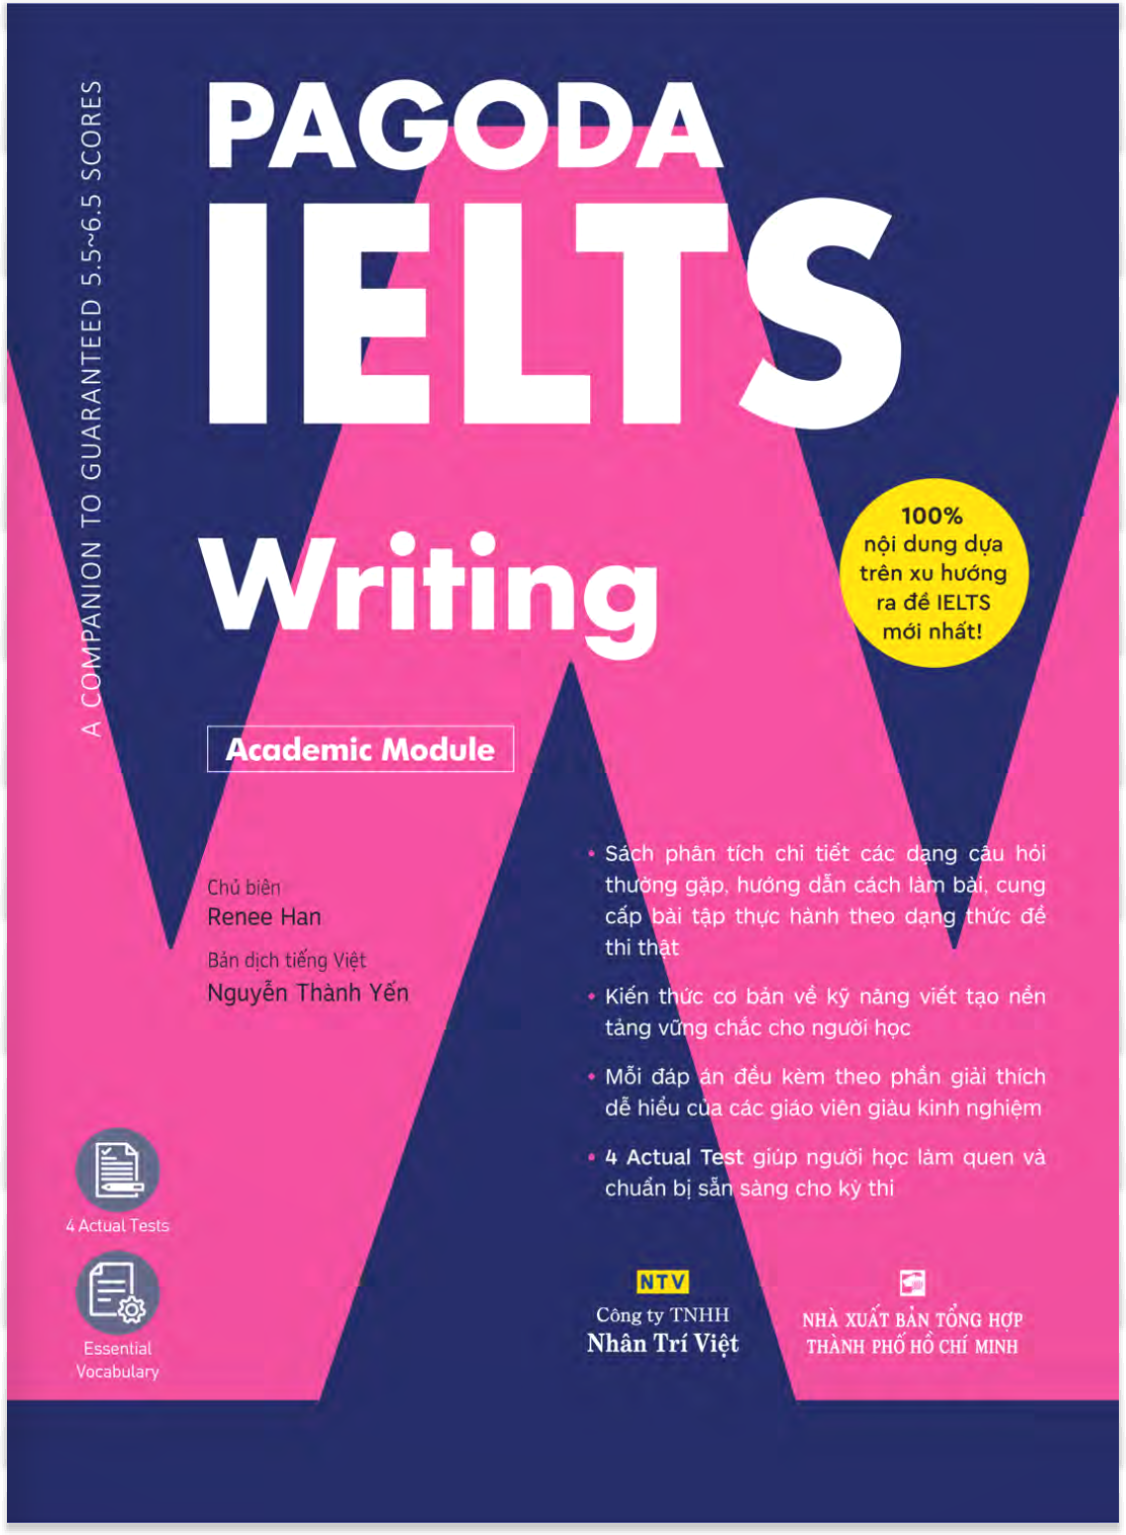 A COMPANION TO GUARANTEED 5.5~6.5 SCORES
PAGODA
IELTS
Writing
100%
nội dung dựa
trên xu hướng
ra đề IELTS
mới nhất!
Academic Module
Chủ biên
Renee Han
Bản dịch tiếng Việt
Nguyễn Thành Yến
• Sách phân tích chi tiết các dạng câu hỏi
thường gặp, hướng dẫn cách làm bài, cung
cấp bài tập thực hành theo dạng thức đề
thi thật
• Kiến thức cơ bản về kỹ năng viết tạo nền
tảng vững chắc cho người học
• Mỗi đáp án đều kèm theo phần giải thích
dễ hiểu của các giáo viên giàu kinh nghiệm
• 4 Actual Test giúp người học làm quen và
chuẩn bị sẵn sàng cho kỳ thi
4 Actual Tests
Essential
Vocabulary
NTV
Công ty TNHH
Nhân Trí Việt
NHÀ XUẤT BẢN TỔNG HỢP
THÀNH PHỐ HỒ CHÍ MINH